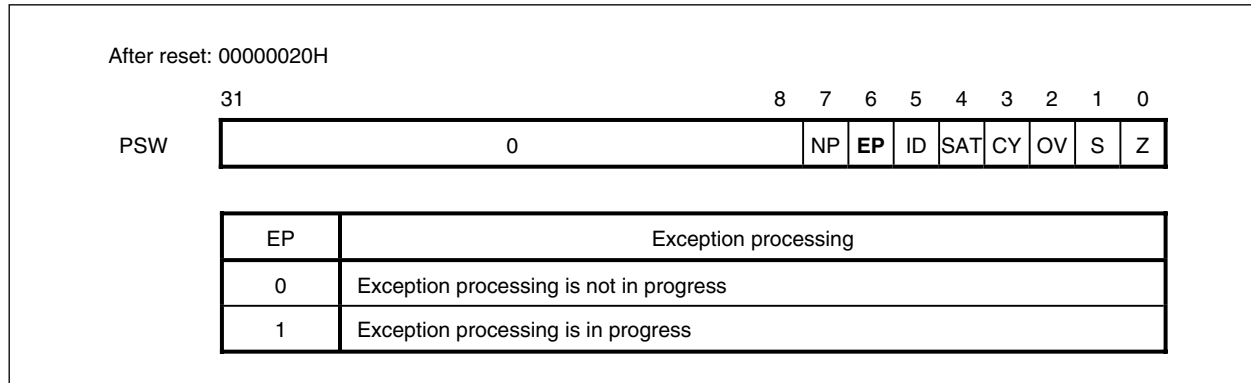 After reset: 00000020H
31 8 7 6 5 4 3 2 1 0
PSW 0 NP EP ID SAT CY OV S Z
EP Exception processing
0 Exception processing is not in progress
1 Exception processing is in progress